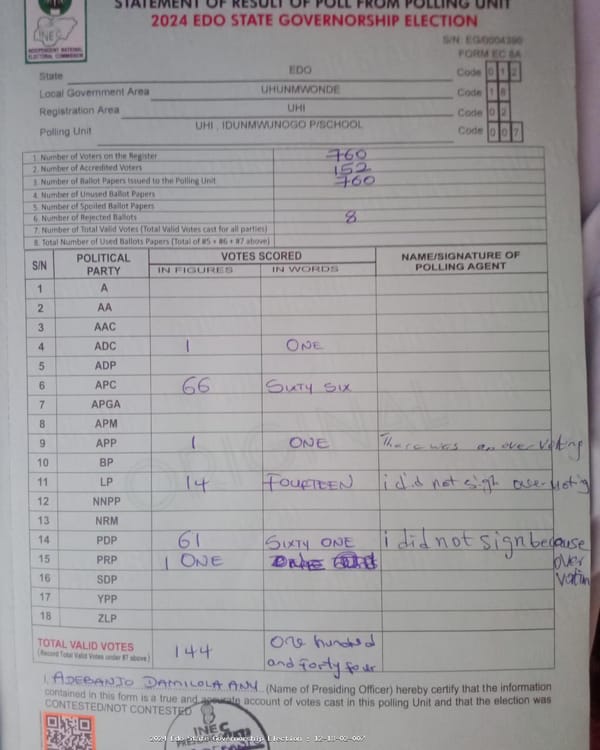 STATEMENT OF RESULT OF POLL FROM POLLING UNIT
2024 EDO STATE GOVERNORSHIP ELECTION
INEC
INDEPENDENT NATIONAL
ELECTORAL COMMISSION
FORM EC 8A
State EDO Code 0 1 2
Local Government Area UHUNMWONDE Code 1 8
Registration Area UHI Code 0 2
Polling Unit UHI , IDUNMWUNOGO P/SCHOOL Code 0 0 7
1. Number of Voters on the Register 760
2. Number of Accredited Voters 152
3. Number of Ballot Papers Issued to the Polling Unit 760
4. Number of Unused Ballot Papers
5. Number of Spoiled Ballot Papers
6. Number of Rejected Ballots 8
7. Number of Total Valid Votes (Total Valid Votes cast for all parties)
8. Total Number of Used Ballots Papers (Total of #5 + #6 + #7 above)
S/N POLITICAL PARTY VOTES SCORED NAME/SIGNATURE OF POLLING AGENT
IN FIGURES IN WORDS
1 A
2 AA
3 AAC
4 ADC 1 ONE
5 ADP
6 APC 66 SIXTY SIX
7 APGA
8 APM
9 APP 1 ONE There was an over voting
10 BP
11 LP 14 FOURTEEN i did not sign over voting
12 NNPP
13 NRM
14 PDP 61 SIXTY ONE i did not sign because over voting
15 PRP 1 ONE
16 SDP
17 YPP
18 ZLP
TOTAL VALID VOTES 144 One hundred and forty four
(Record Total Valid Votes under #7 above)
I, ADEBANJO DAMILOLA ANY (Name of Presiding Officer) hereby certify that the information
contained in this form is a true and accurate account of votes cast in this polling Unit and that the election was
CONTESTED/NOT CONTESTED
INEC
2024 Edo State Governorship Election : 12-18-02-007